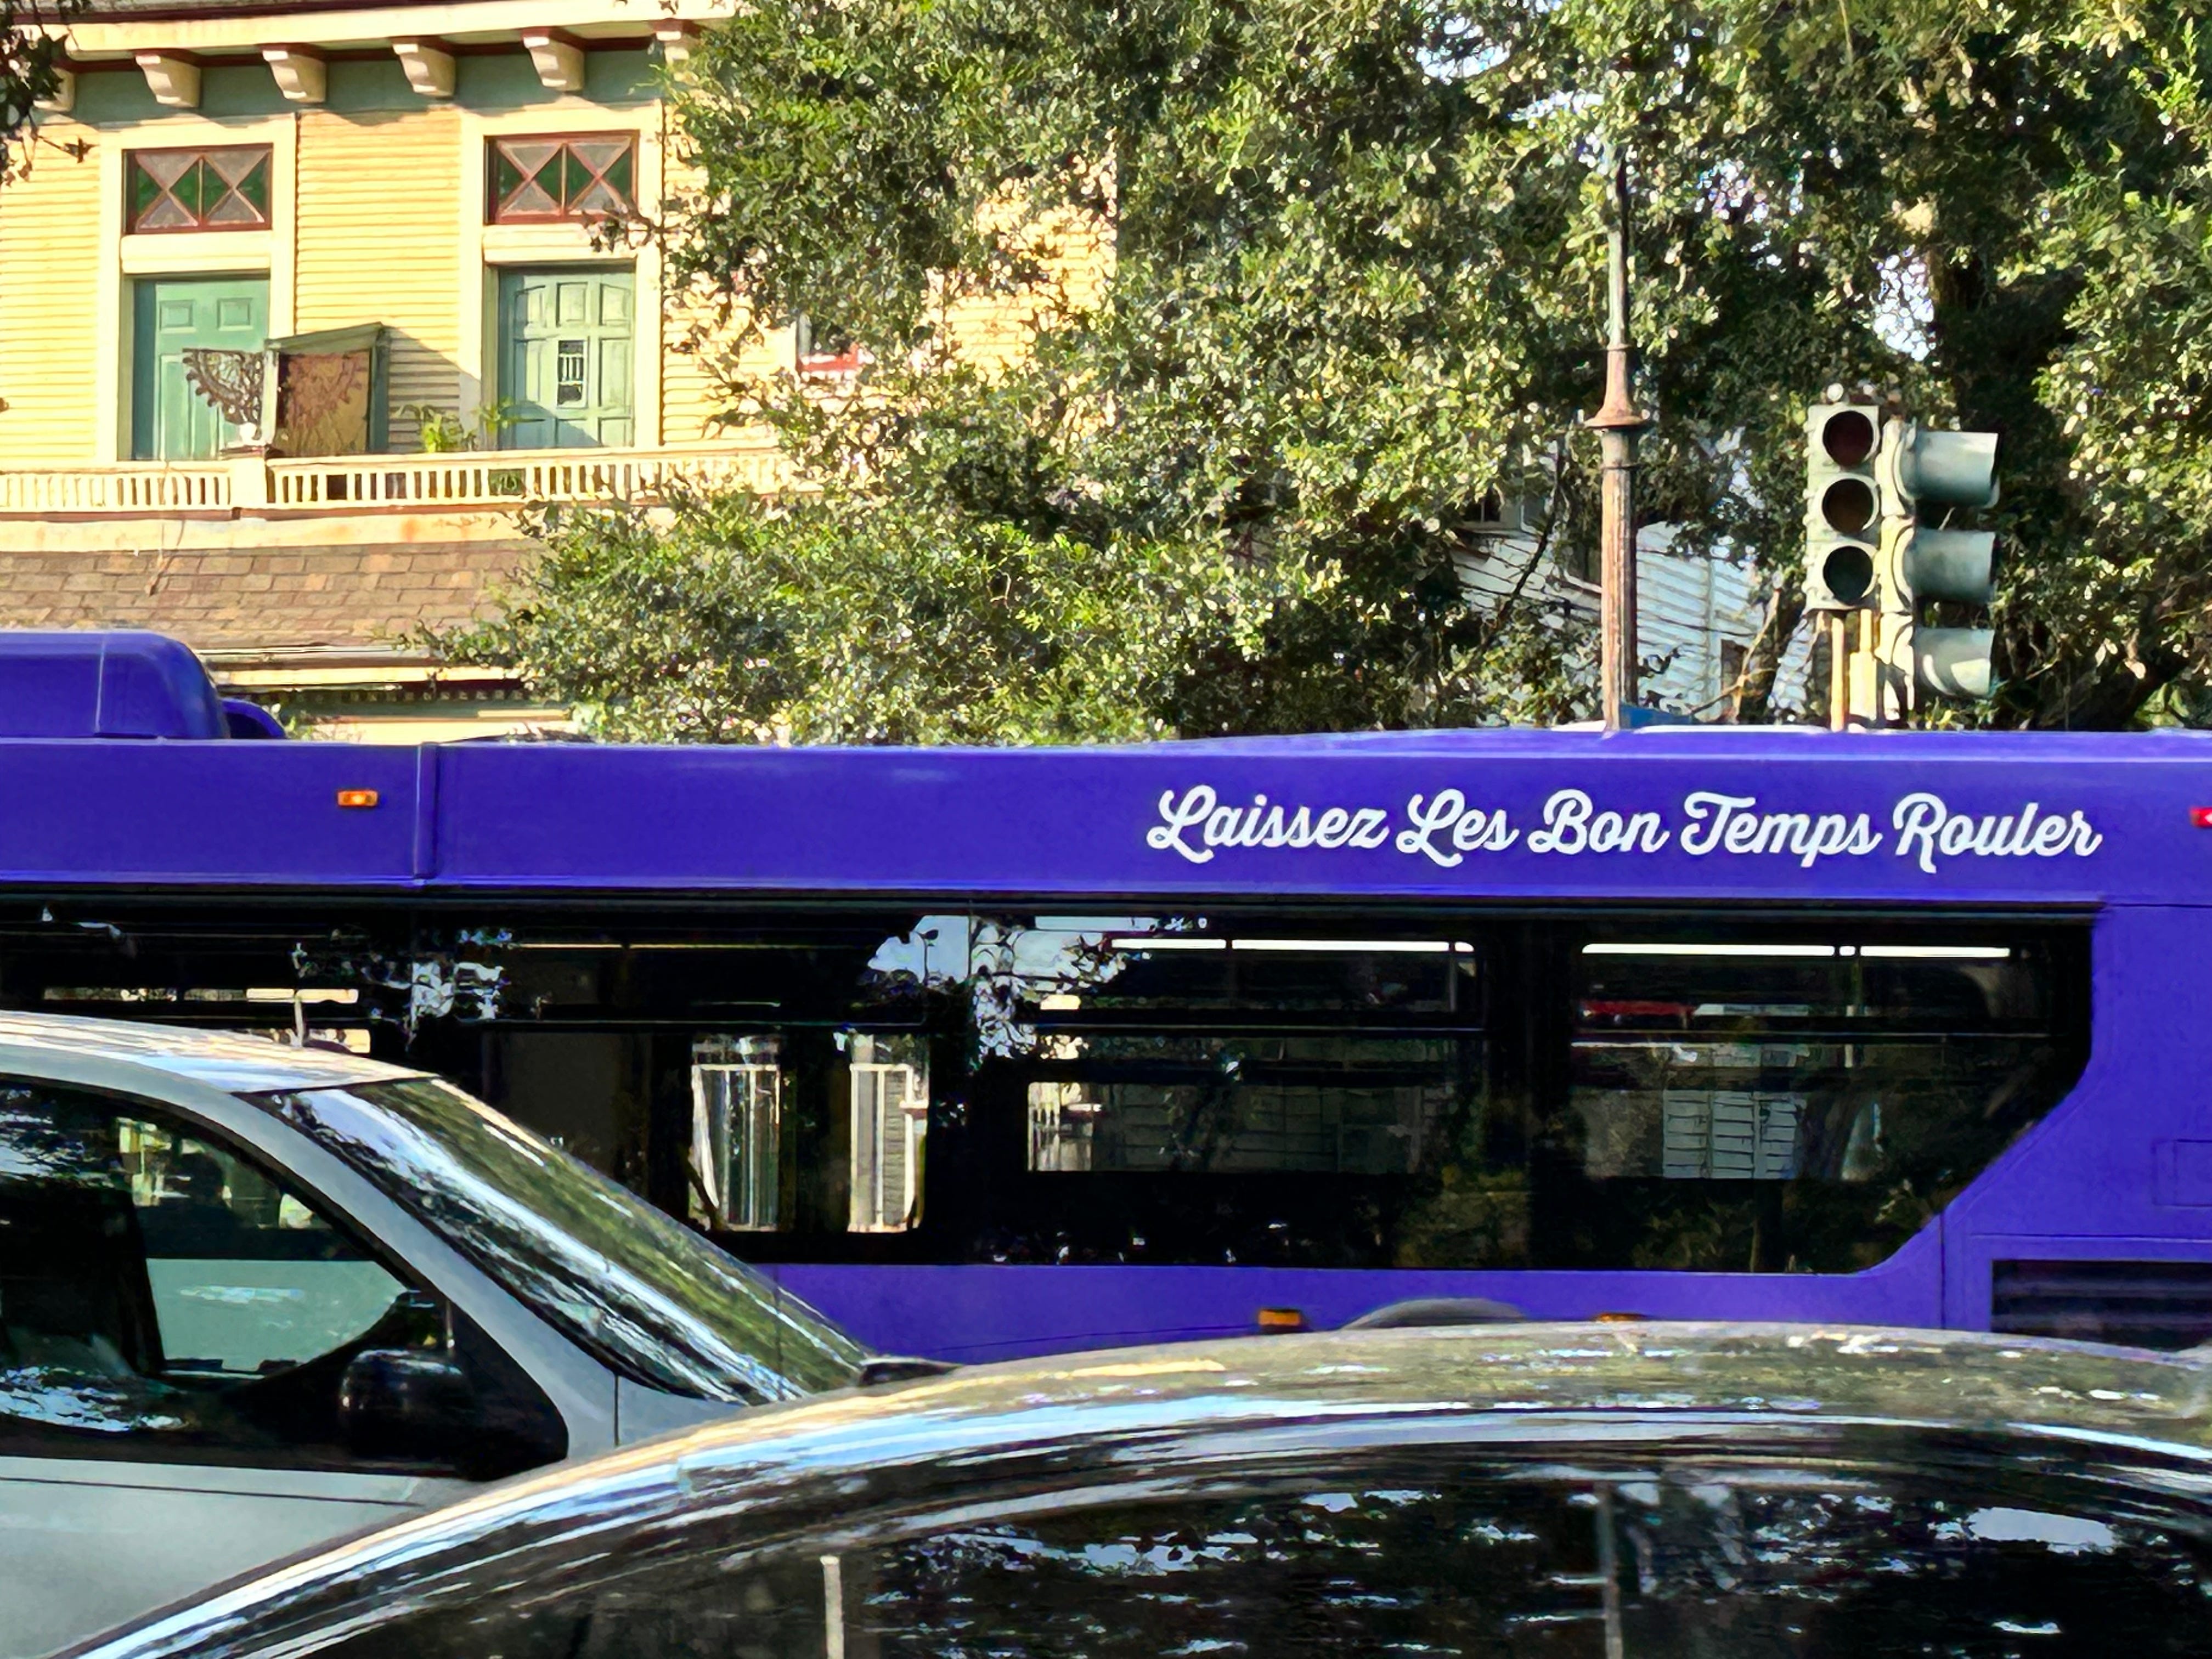 Laissez Les Bon Temps Rouler